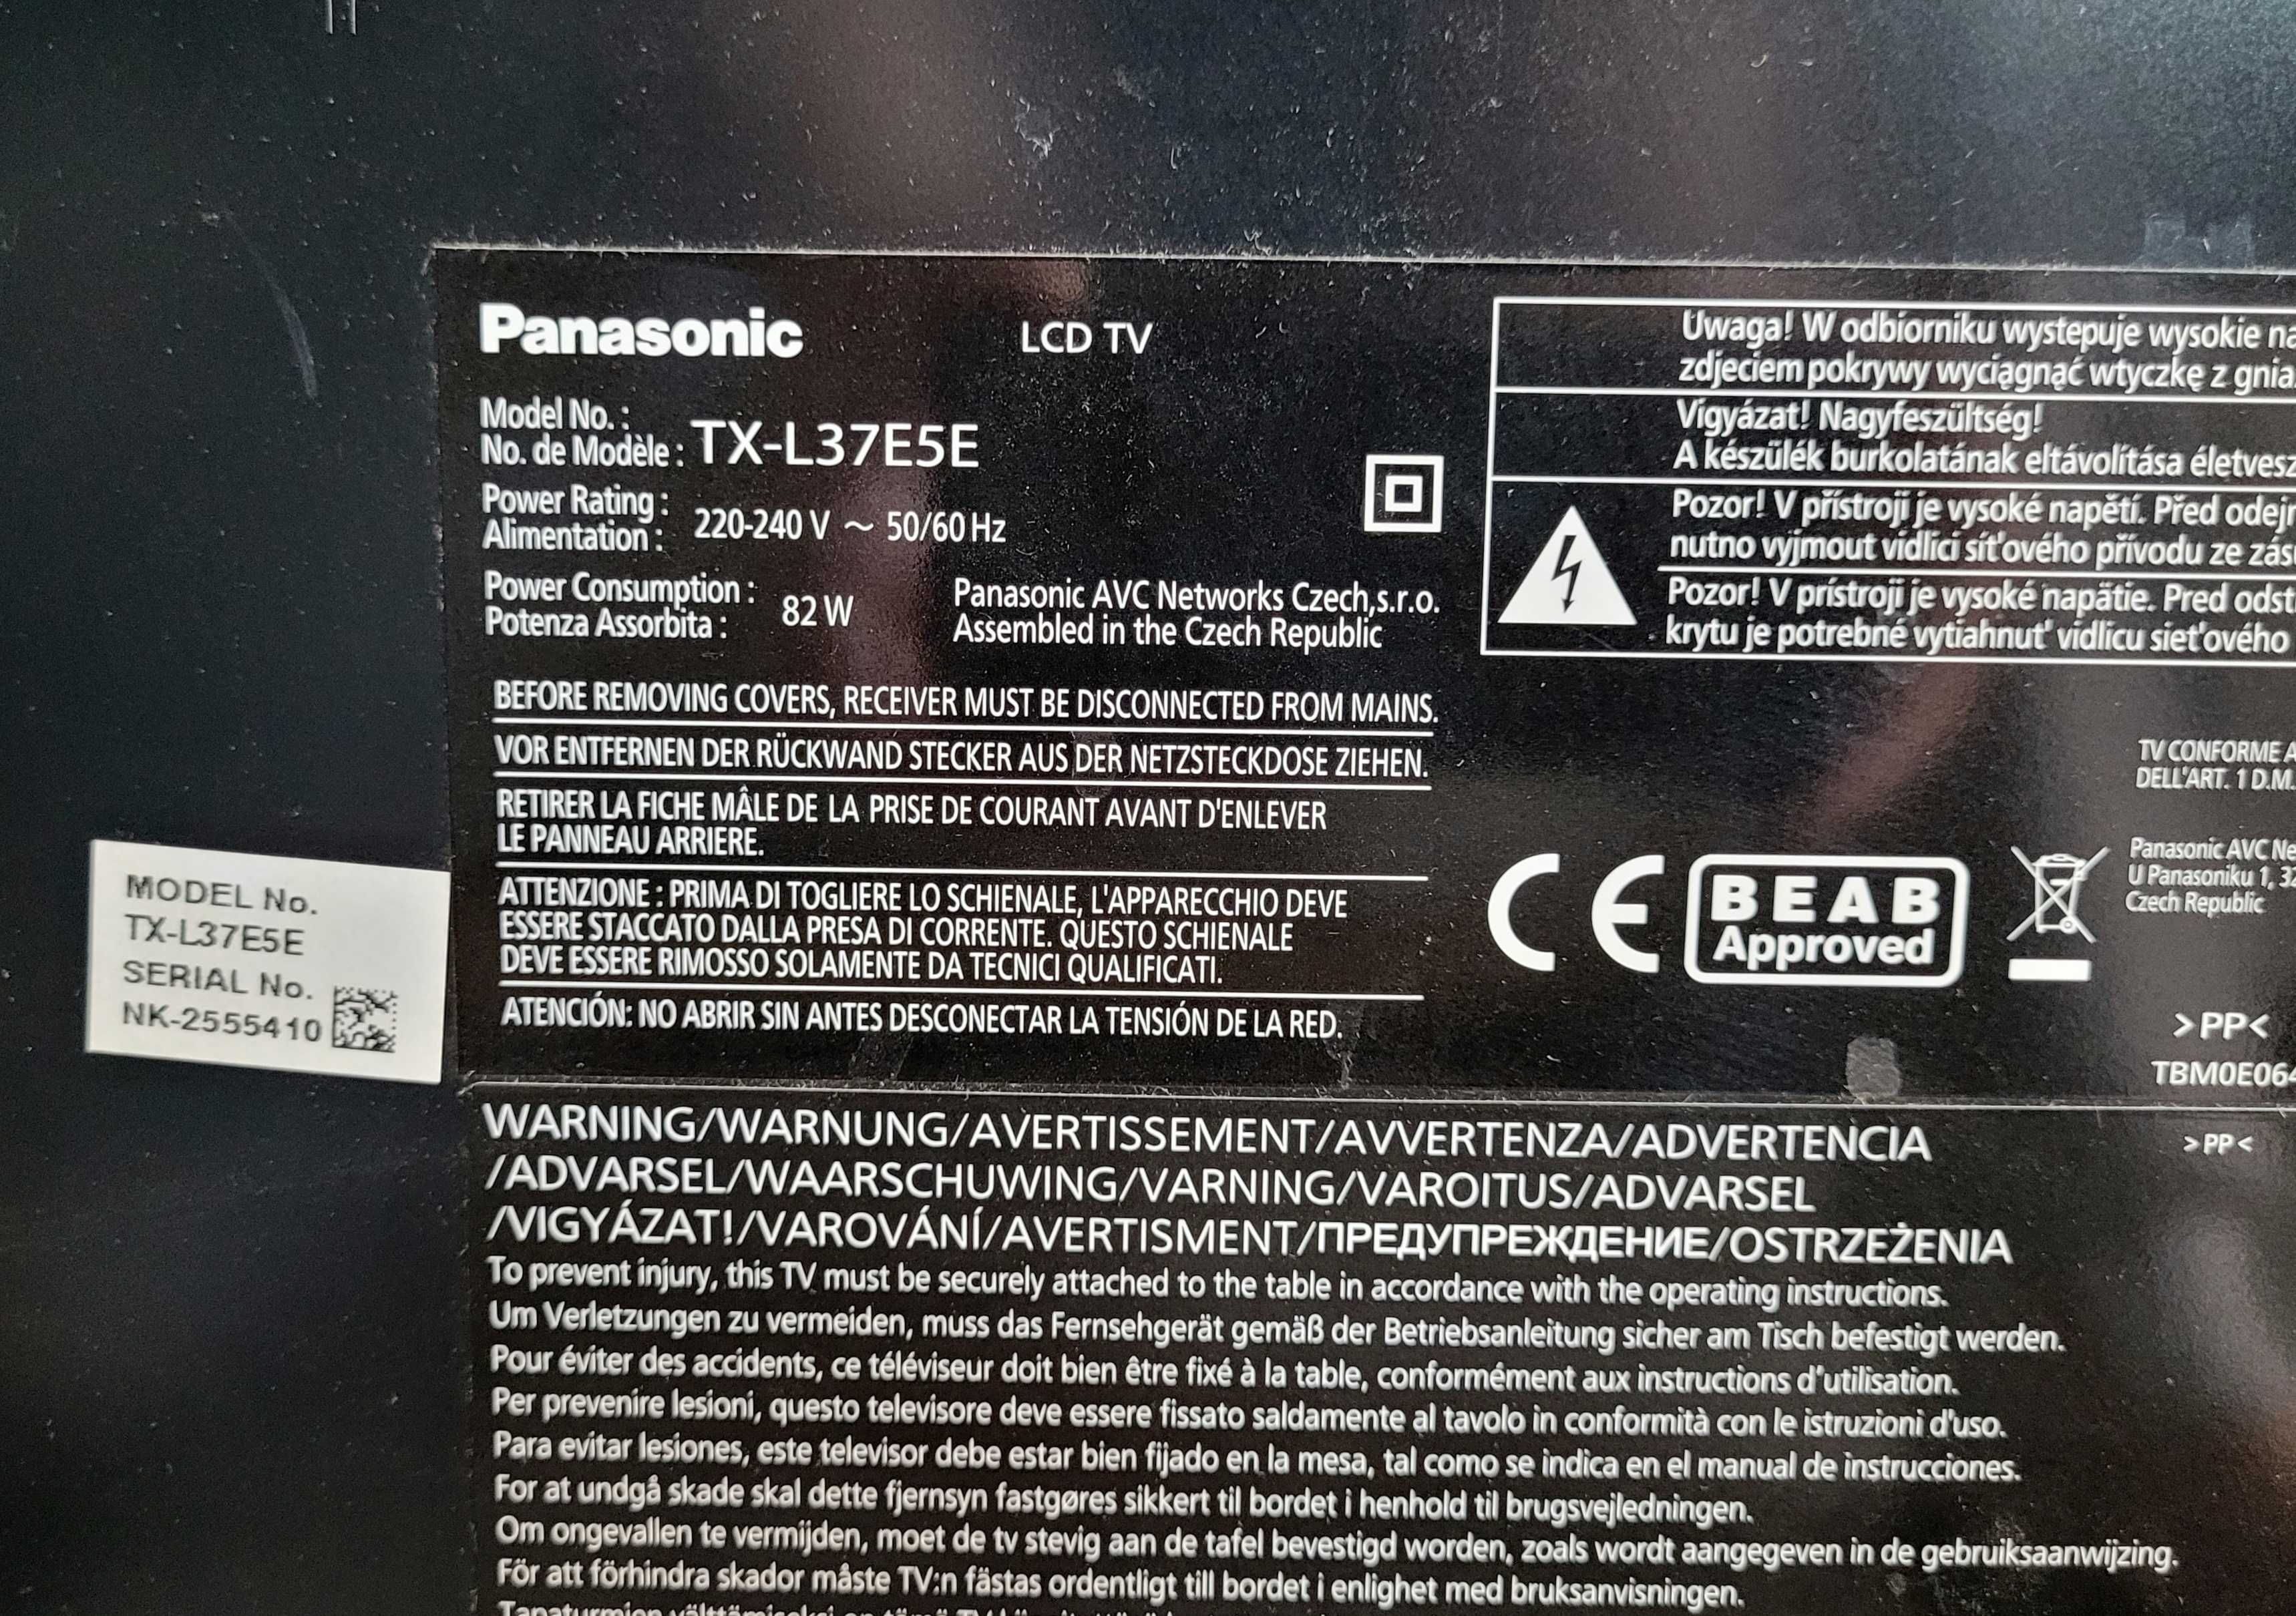 Panasonic
LCD TV
Model No. :
No. de Modèle : TX-L37E5E
Power Rating :
Alimentation : 220-240 V ~ 50/60 Hz
Power Consumption :
Potenza Assorbita : 82 W
Panasonic AVC Networks Czech,s.r.o.
Assembled in the Czech Republic
BEFORE REMOVING COVERS, RECEIVER MUST BE DISCONNECTED FROM MAINS.
VOR ENTFERNEN DER RÜCKWAND STECKER AUS DER NETZSTECKDOSE ZIEHEN.
RETIRER LA FICHE MÂLE DE LA PRISE DE COURANT AVANT D'ENLEVER
LE PANNEAU ARRIERE.
ATTENZIONE : PRIMA DI TOGLIERE LO SCHIENALE, L'APPARECCHIO DEVE
ESSERE STACCATO DALLA PRESA DI CORRENTE. QUESTO SCHIENALE
DEVE ESSERE RIMOSSO SOLAMENTE DA TECNICI QUALIFICATI.
ATENCIÓN: NO ABRIR SIN ANTES DESCONECTAR LA TENSIÓN DE LA RED.
Uwaga! W odbiorniku wystepuje wysokie
zdjeciem pokrywy wyciągnąć wtyczkę z
Vigyázat! Nagyfeszültség!
A készülék burkolatának eltávolítása
Pozor! V přístroji je vysoké napětí. Před
nutno vyjmout vidlici síťového přívodu ze
Pozor! V prístroji je vysoké napätie. Pred
krytu je potrebné vytiahnuť vidlicu sieťového
TV CONFORME
DELL'ART. 1 D.M.
CE
BEAB
Approved
Panasonic AVC
U Panasoniku 1,
Czech Republic
>PP<
TBM0E064
>PP<
MODEL No.
TX-L37E5E
SERIAL No.
NK-2555410
WARNING/WARNUNG/AVERTISSEMENT/AVVERTENZA/ADVERTENCIA
/ADVARSEL/WAARSCHUWING/VARNING/VAROITUS/ADVARSEL
/VIGYÁZAT!/VAROVÁNÍ/AVERTISMENT/ПРЕДУПРЕЖДЕНИЕ/OSTRZEŻENIA
To prevent injury, this TV must be securely attached to the table in accordance with the operating instructions.
Um Verletzungen zu vermeiden, muss das Fernsehgerät gemäß der Betriebsanleitung sicher am Tisch befestigt werden.
Pour éviter des accidents, ce téléviseur doit bien être fixé à la table, conformément aux instructions d'utilisation.
Per prevenire lesioni, questo televisore deve essere fissato saldamente al tavolo in conformità con le istruzioni d'uso.
Para evitar lesiones, este televisor debe estar bien fijado en la mesa, tal como se indica en el manual de instrucciones.
For at undgå skade skal dette fjernsyn fastgøres sikkert til bordet i henhold til brugsvejledningen.
Om ongevallen te vermijden, moet de tv stevig aan de tafel bevestigd worden, zoals wordt aangegeven in de gebruiksaanwijzing.
För att förhindra skador måste TV:n fästas ordentligt till bordet i enlighet med bruksanvisningen.